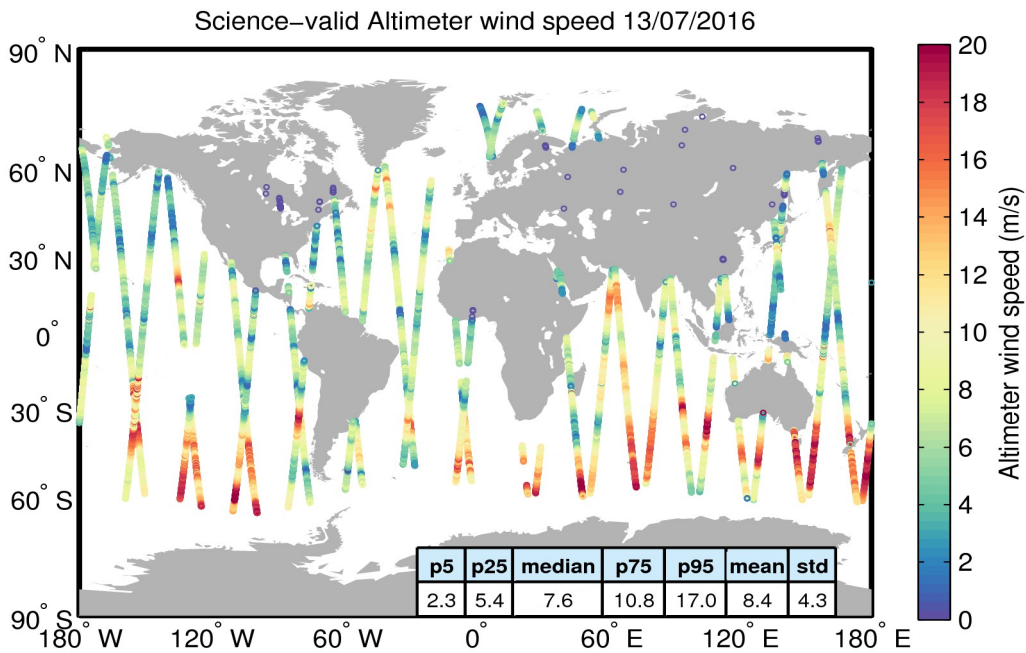 Science-valid Altimeter wind speed 13/07/2016
90° N
60° N
30° N
0°
30° S
60° S
90° S
180° W
120° W
60° W
0°
60° E
120° E
180° E
p5 p25 median p75 p95 mean std
2.3 5.4 7.6 10.8 17.0 8.4 4.3
20
18
16
14
12
10
8
6
4
2
0
Altimeter wind speed (m/s)